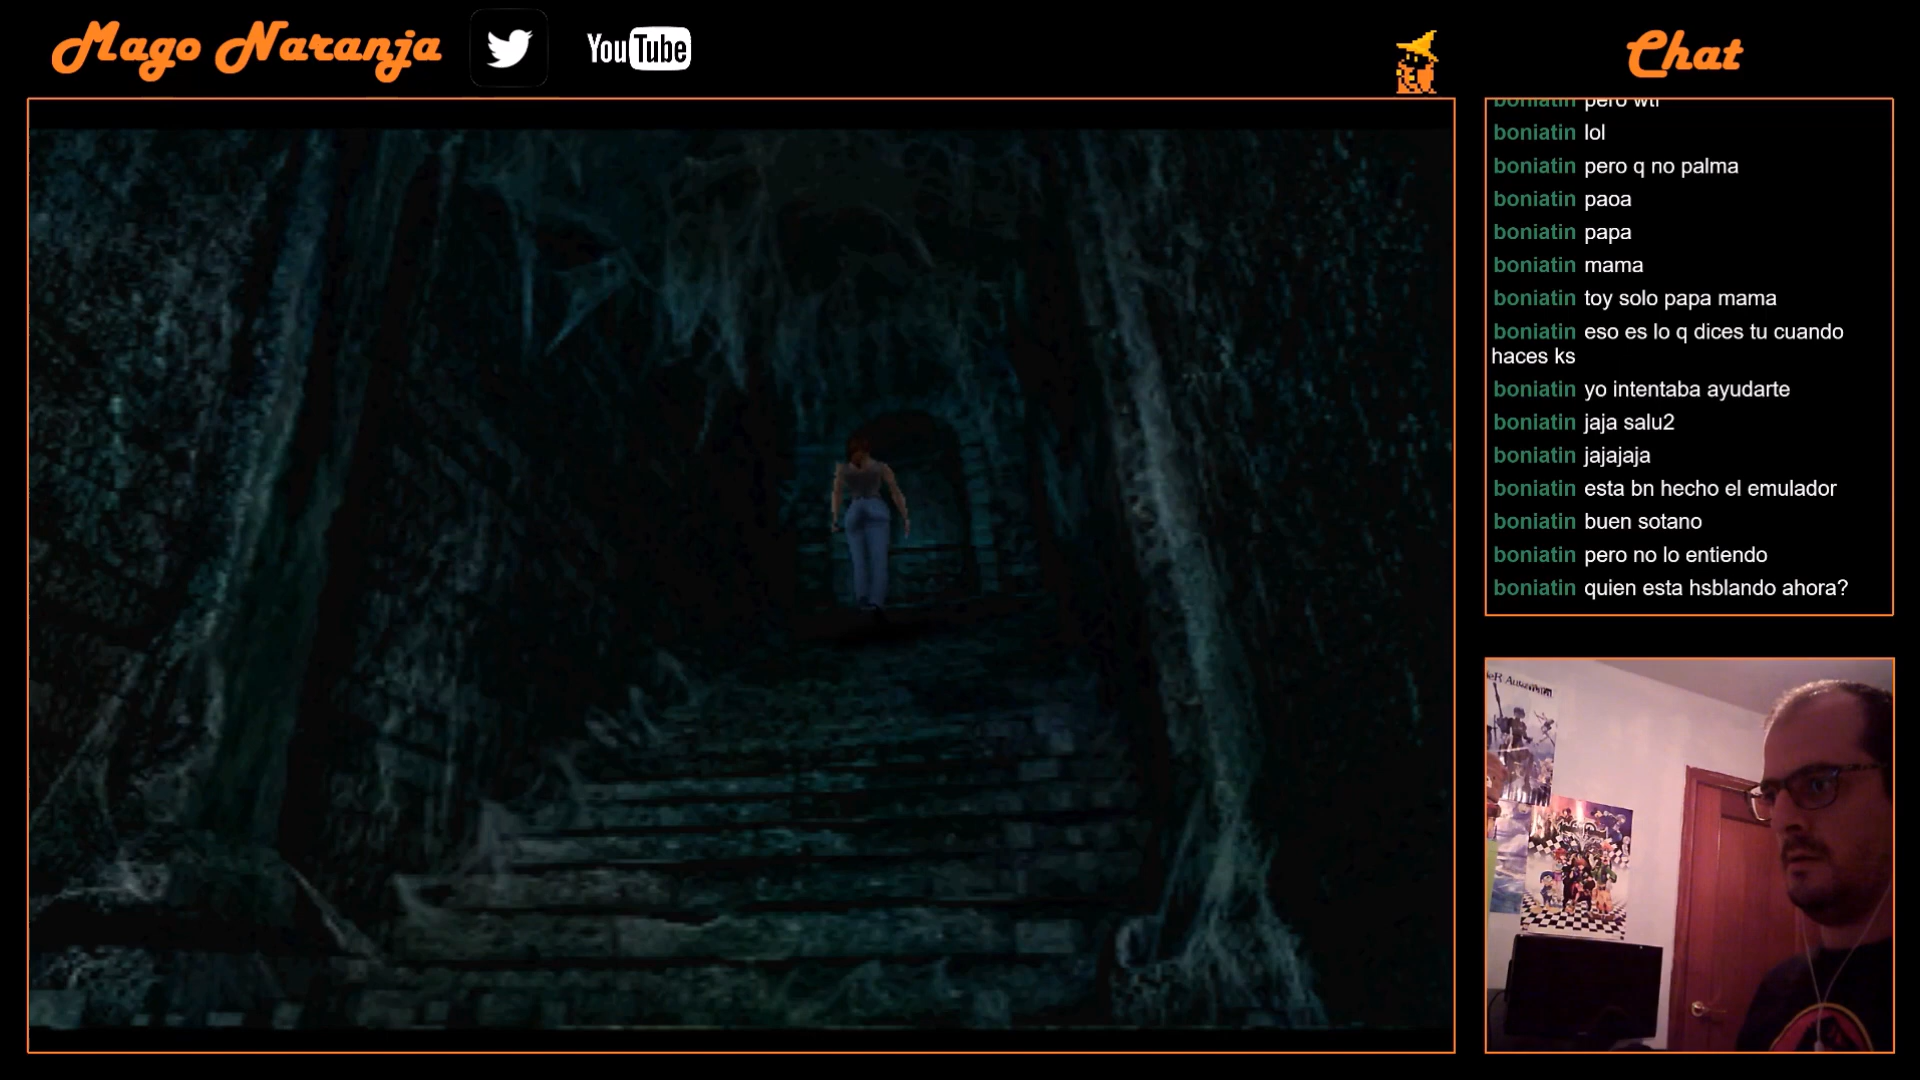 Mago Naranja
YouTube
Chat
boniatin pero wtf
boniatin lol
boniatin pero q no palma
boniatin paoa
boniatin papa
boniatin mama
boniatin toy solo papa mama
boniatin eso es lo q dices tu cuando
haces ks
boniatin yo intentaba ayudarte
boniatin jaja salu2
boniatin jajajaja
boniatin esta bn hecho el emulador
boniatin buen sotano
boniatin pero no lo entiendo
boniatin quien esta hsblando ahora?